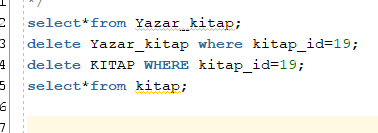 */
select*from Yazar_kitap;
delete Yazar_kitap where kitap_id=19;
delete KITAP WHERE kitap_id=19;
select*from kitap;